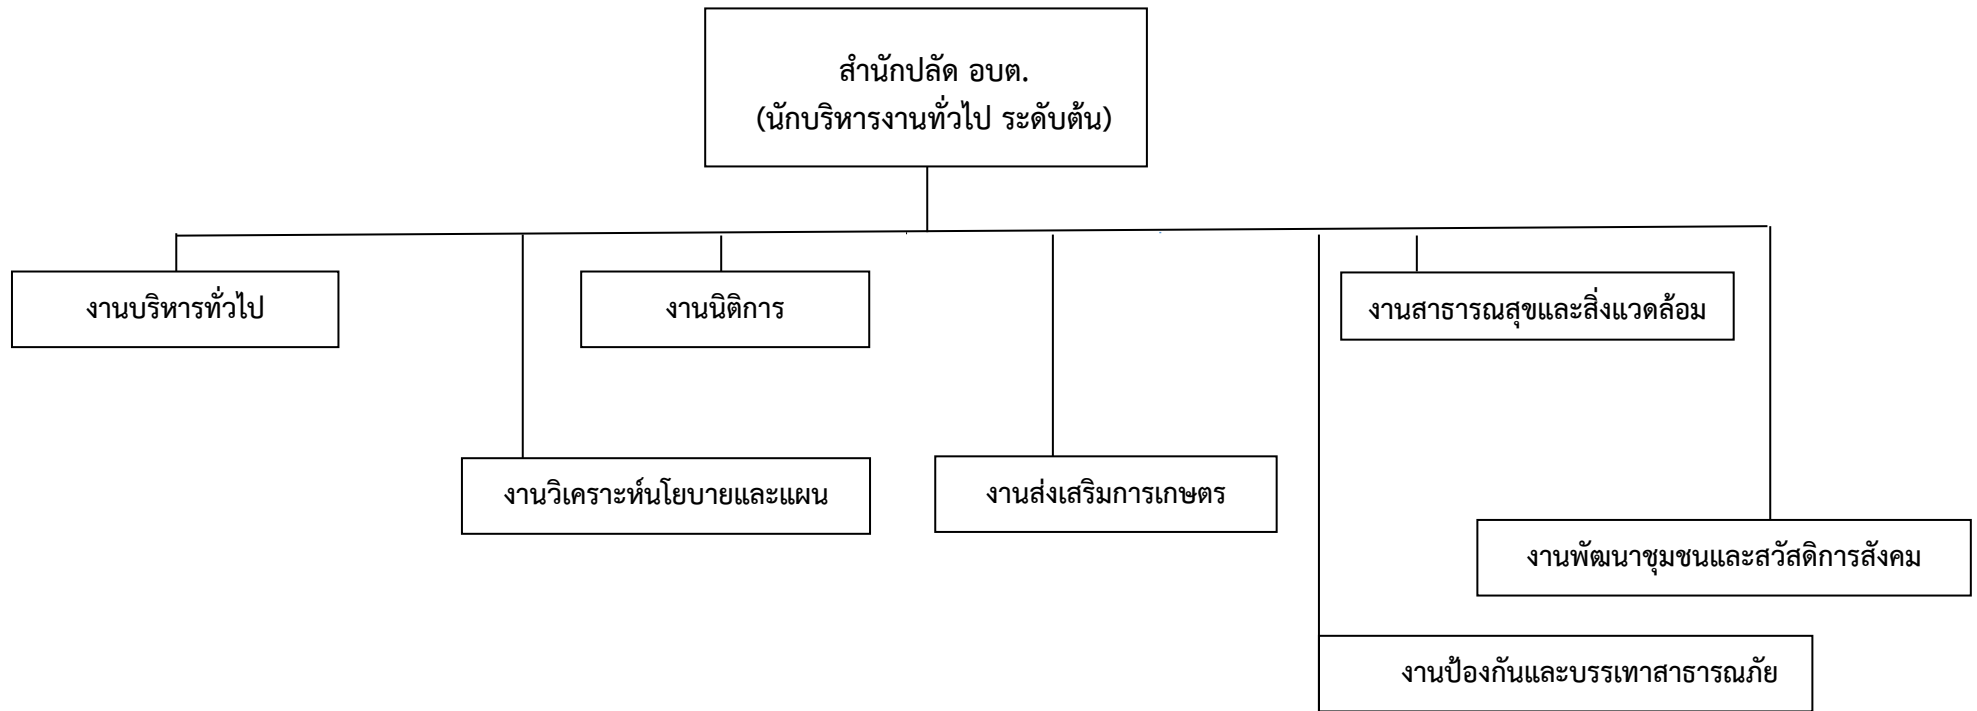 สำนักปลัด อบต.
(นักบริหารงานทั่วไป ระดับต้น)
งานบริหารทั่วไป
งานนิติการ
งานสาธารณสุขและสิ่งแวดล้อม
งานวิเคราะห์นโยบายและแผน
งานส่งเสริมการเกษตร
งานพัฒนาชุมชนและสวัสดิการสังคม
งานป้องกันและบรรเทาสาธารณภัย